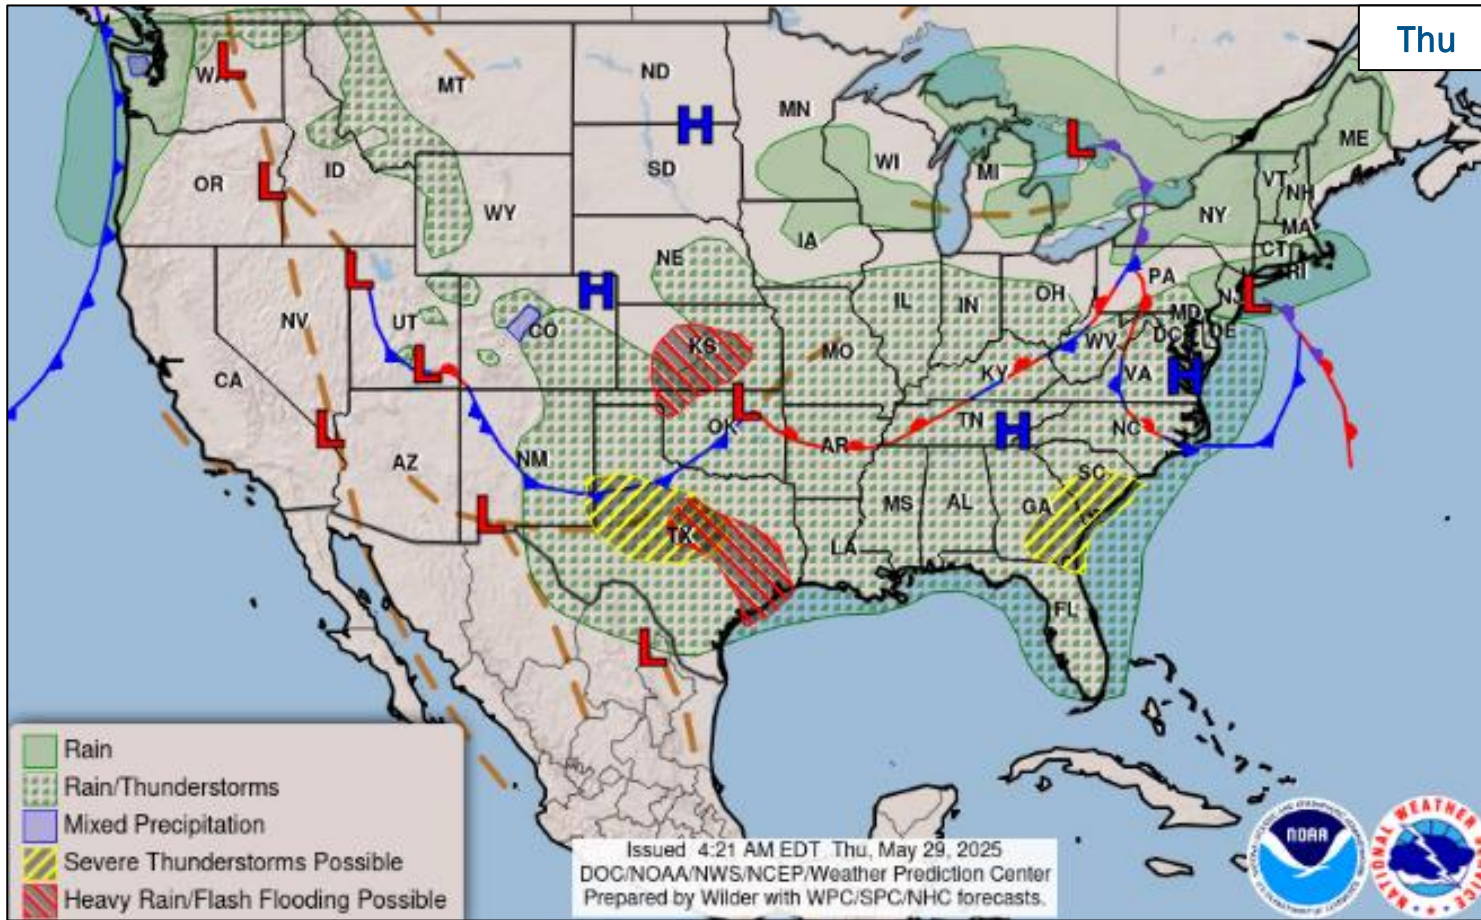 Thu
WA
MT
ND
MN
ME
OR
ID
SD
WI
MI
VT
NH
WY
NY
MA
IA
CT
RI
NE
PA
NV
UT
CO
IL
IN
OH
NJ
MD
DC
DE
CA
KS
MO
WV
KY
VA
AZ
NM
OK
AR
TN
NC
SC
MS
AL
GA
TX
LA
FL
H
H
H
H
L
L
L
L
L
L
L
L
L
L
Rain
Rain/Thunderstorms
Mixed Precipitation
Severe Thunderstorms Possible
Heavy Rain/Flash Flooding Possible
Issued 4:21 AM EDT Thu, May 29, 2025
DOC/NOAA/NWS/NCEP/Weather Prediction Center
Prepared by Wilder with WPC/SPC/NHC forecasts.
NOAA
NATIONAL WEATHER SERVICE